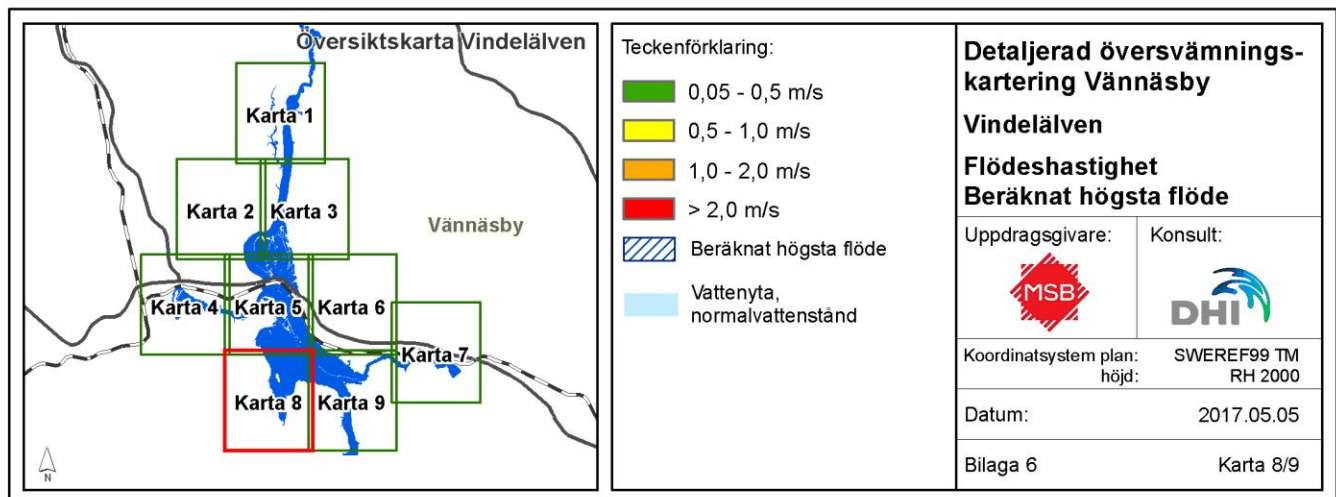 Översiktskarta Vindelälven
Karta 1
Karta 2
Karta 3
Vännäsby
Karta 4
Karta 5
Karta 6
Karta 7
Karta 8
Karta 9
N
Teckenförklaring:
0,05 - 0,5 m/s
0,5 - 1,0 m/s
1,0 - 2,0 m/s
> 2,0 m/s
Beräknat högsta flöde
Vattenyta,
normalvattenstånd
Detaljerad översvämnings-
kartering Vännäsby
Vindelälven
Flödeshastighet
Beräknat högsta flöde
Uppdragsgivare:
MSB
Konsult:
DHI
Koordinatsystem plan: SWEREF99 TM
höjd: RH 2000
Datum: 2017.05.05
Bilaga 6 Karta 8/9